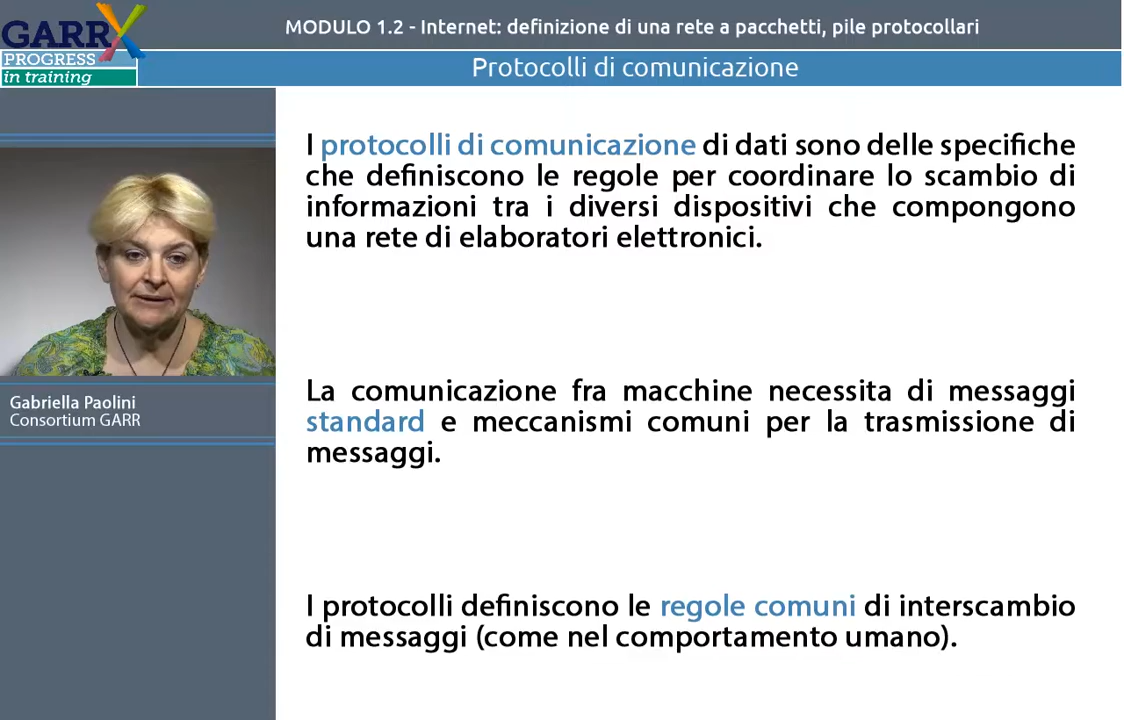 GARR X
PROGRESS
in training
MODULO 1.2 - Internet: definizione di una rete a pacchetti, pile protocollari
Protocolli di comunicazione
I protocolli di comunicazione di dati sono delle specifiche
che definiscono le regole per coordinare lo scambio di
informazioni tra i diversi dispositivi che compongono
una rete di elaboratori elettronici.
La comunicazione fra macchine necessita di messaggi
standard e meccanismi comuni per la trasmissione di
messaggi.
I protocolli definiscono le regole comuni di interscambio
di messaggi (come nel comportamento umano).
Gabriella Paolini
Consortium GARR